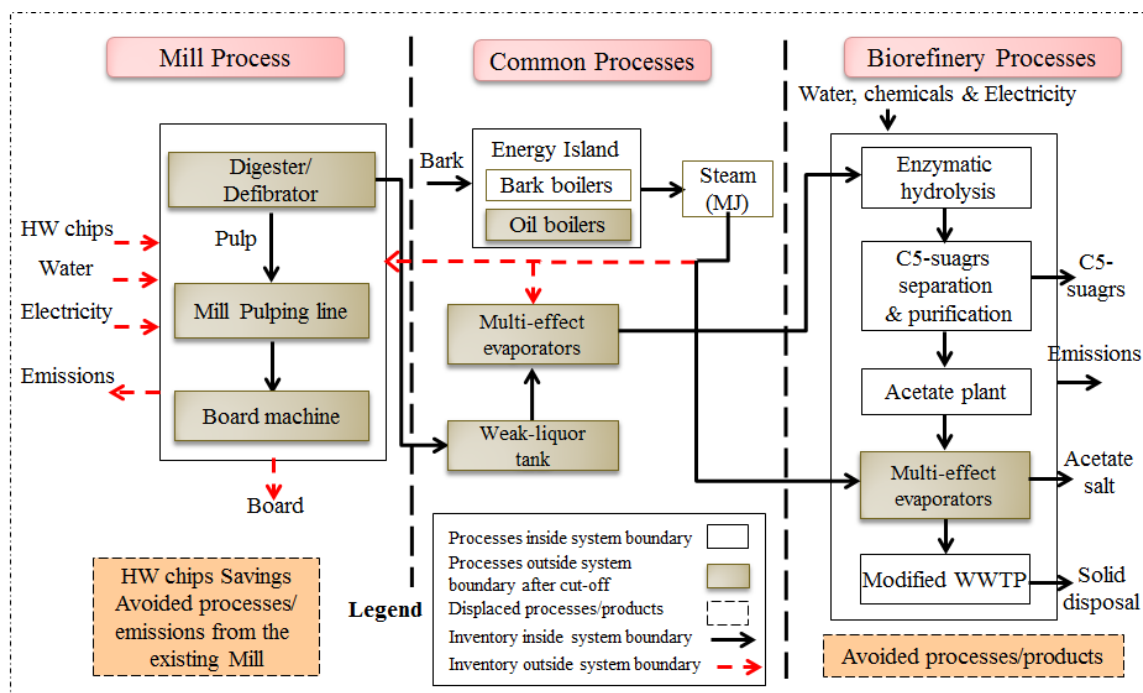 Mill Process
Common Processes
Biorefinery Processes
Water, chemicals & Electricity
Digester/
Defibrator
Pulp
Mill Pulping line
Board machine
HW chips
Water
Electricity
Emissions
Board
HW chips Savings
Avoided processes/
emissions from the
existing Mill
Bark
Energy Island
Bark boilers
Oil boilers
Steam
(MJ)
Multi-effect
evaporators
Weak-liquor
tank
Enzymatic
hydrolysis
C5-suagrs
separation
& purification
C5-
suagrs
Emissions
Acetate plant
Multi-effect
evaporators
Acetate
salt
Modified WWTP
Solid
disposal
Avoided processes/products
Legend
Processes inside system boundary
Processes outside system
boundary after cut-off
Displaced processes/products
Inventory inside system boundary
Inventory outside system boundary